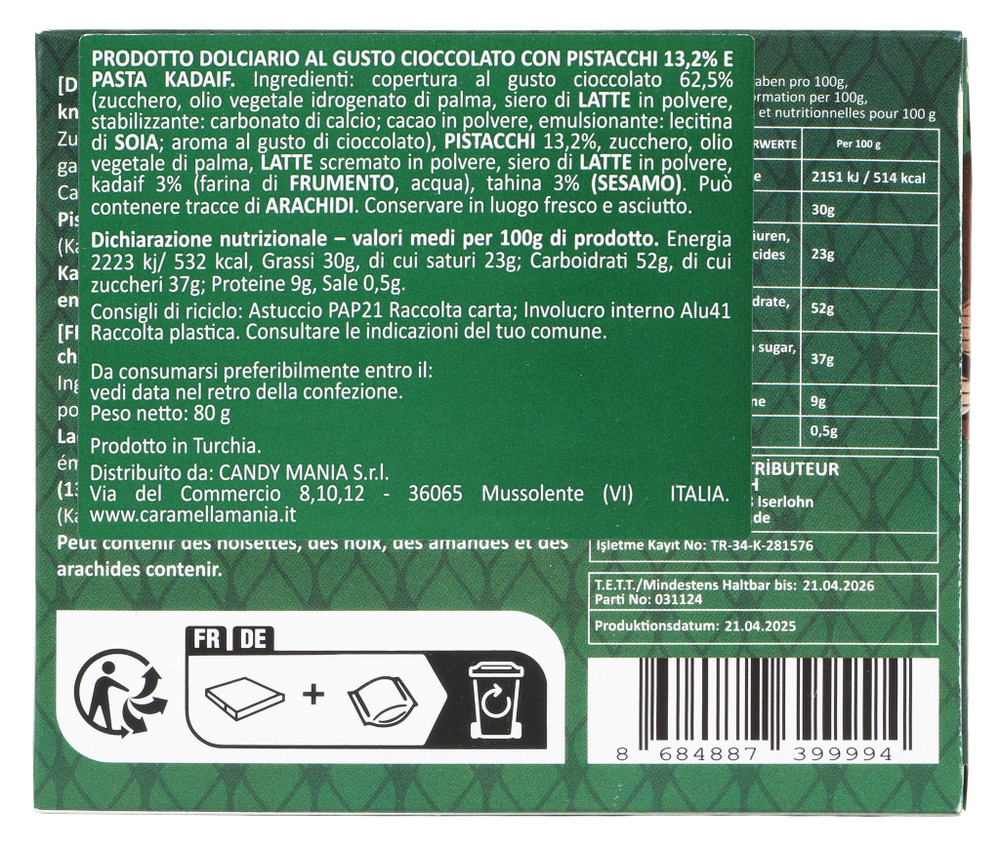 PRODOTTO DOLCIARIO AL GUSTO CIOCCOLATO CON PISTACCHI 13,2% E
PASTA KADAIF. Ingredienti: copertura al gusto cioccolato 62,5%
(zucchero, olio vegetale idrogenato di palma, siero di LATTE in polvere,
stabilizzante: carbonato di calcio; cacao in polvere, emulsionante: lecitina
di SOIA; aroma al gusto di cioccolato), PISTACCHI 13,2%, zucchero, olio
vegetale di palma, LATTE scremato in polvere, siero di LATTE in polvere,
kadaif 3% (farina di FRUMENTO, acqua), tahina 3% (SESAMO). Può
contenere tracce di ARACHIDI. Conservare in luogo fresco e asciutto.
Dichiarazione nutrizionale – valori medi per 100g di prodotto. Energia
2223 kj/ 532 kcal, Grassi 30g, di cui saturi 23g; Carboidrati 52g, di cui
zuccheri 37g; Proteine 9g, Sale 0,5g.
Consigli di riciclo: Astuccio PAP21 Raccolta carta; Involucro interno Alu41
Raccolta plastica. Consultare le indicazioni del tuo comune.
Da consumarsi preferibilmente entro il:
vedi data nel retro della confezione.
Peso netto: 80 g
Prodotto in Turchia.
Distribuito da: CANDY MANIA S.r.l.
Via del Commercio 8,10,12 - 36065 Mussolente (VI) ITALIA.
www.caramellamania.it
Peut contenir des noisettes, des noix, des amandes et des
arachides contenir.
pro 100g,
per 100g,
et nutritionnelles pour 100 g
Per 100 g
2151 kJ / 514 kcal
30g
23g
52g
sugar,
37g
9g
0,5g
Iserlohn
İşletme Kayıt No: TR-34-K-281576
T.E.T.T./Mindestens Haltbar bis: 21.04.2026
Parti No: 031124
Produktionsdatum: 21.04.2025
FR DE
+
8 684887 399994